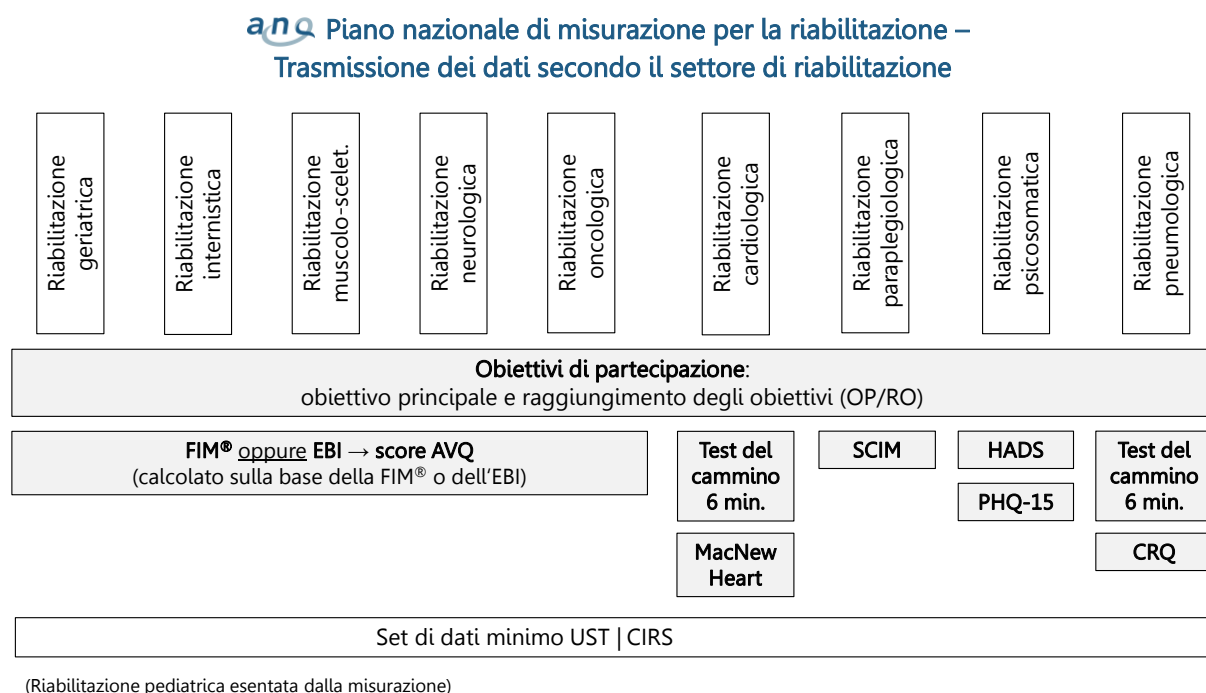 anq Piano nazionale di misurazione per la riabilitazione –
Trasmissione dei dati secondo il settore di riabilitazione
Riabilitazione
geriatrica
Riabilitazione
internistica
Riabilitazione
muscolo-scelet.
Riabilitazione
neurologica
Riabilitazione
oncologica
Riabilitazione
cardiologica
Riabilitazione
paraplegiologica
Riabilitazione
psicosomatica
Riabilitazione
pneumologica
Obiettivi di partecipazione:
obiettivo principale e raggiungimento degli obiettivi (OP/RO)
FIM® oppure EBI → score AVQ
(calcolato sulla base della FIM® o dell'EBI)
Test del
cammino
6 min.
MacNew
Heart
SCIM
HADS
PHQ-15
Test del
cammino
6 min.
CRQ
Set di dati minimo UST | CIRS
(Riabilitazione pediatrica esentata dalla misurazione)